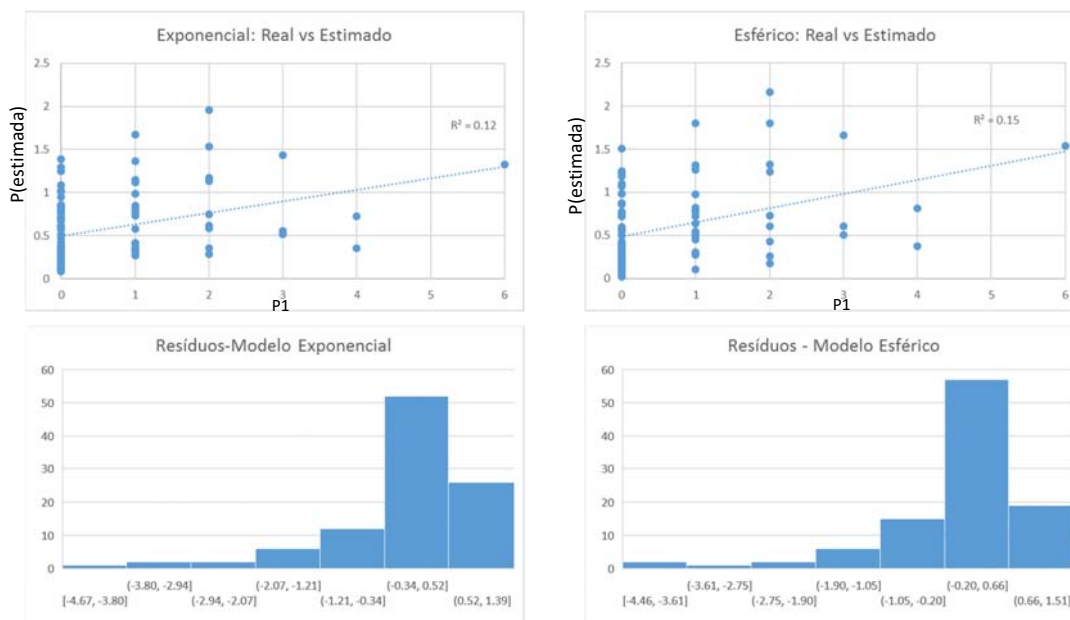 Exponencial: Real vs Estimado
2.5
2
1.5
1
0.5
0
P(estimada)
R² = 0.12
0 1 2 3 4 5 6
P1
Esférico: Real vs Estimado
2.5
2
1.5
1
0.5
0
P(estimada)
R² = 0.15
0 1 2 3 4 5 6
P1
Resíduos-Modelo Exponencial
60
50
40
30
20
10
0
(-3.80, -2.94] (-2.07, -1.21] (-0.34, 0.52]
[-4.67, -3.80] (-2.94, -2.07] (-1.21, -0.34] (0.52, 1.39]
Resíduos - Modelo Esférico
60
50
40
30
20
10
0
(-3.61, -2.75] (-1.90, -1.05] (-0.20, 0.66]
[-4.46, -3.61] (-2.75, -1.90] (-1.05, -0.20] (0.66, 1.51]